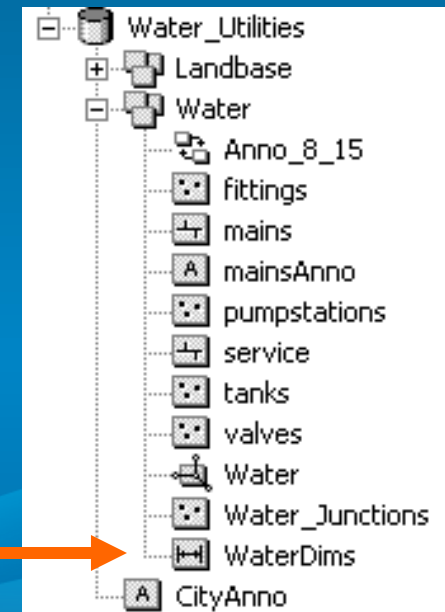 Water_Utilities
Landbase
Water
Anno_8_15
fittings
mains
A mainsAnno
pumpstations
service
tanks
valves
Water
Water_Junctions
WaterDims
A CityAnno